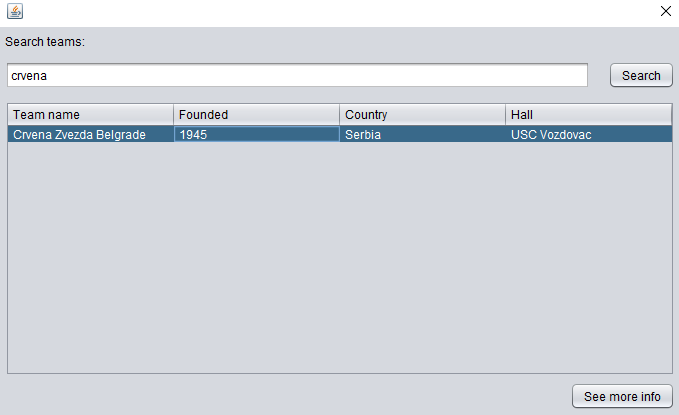 Search teams:
crvena Search
Team name Founded Country Hall
Crvena Zvezda Belgrade 1945 Serbia USC Vozdovac
See more info